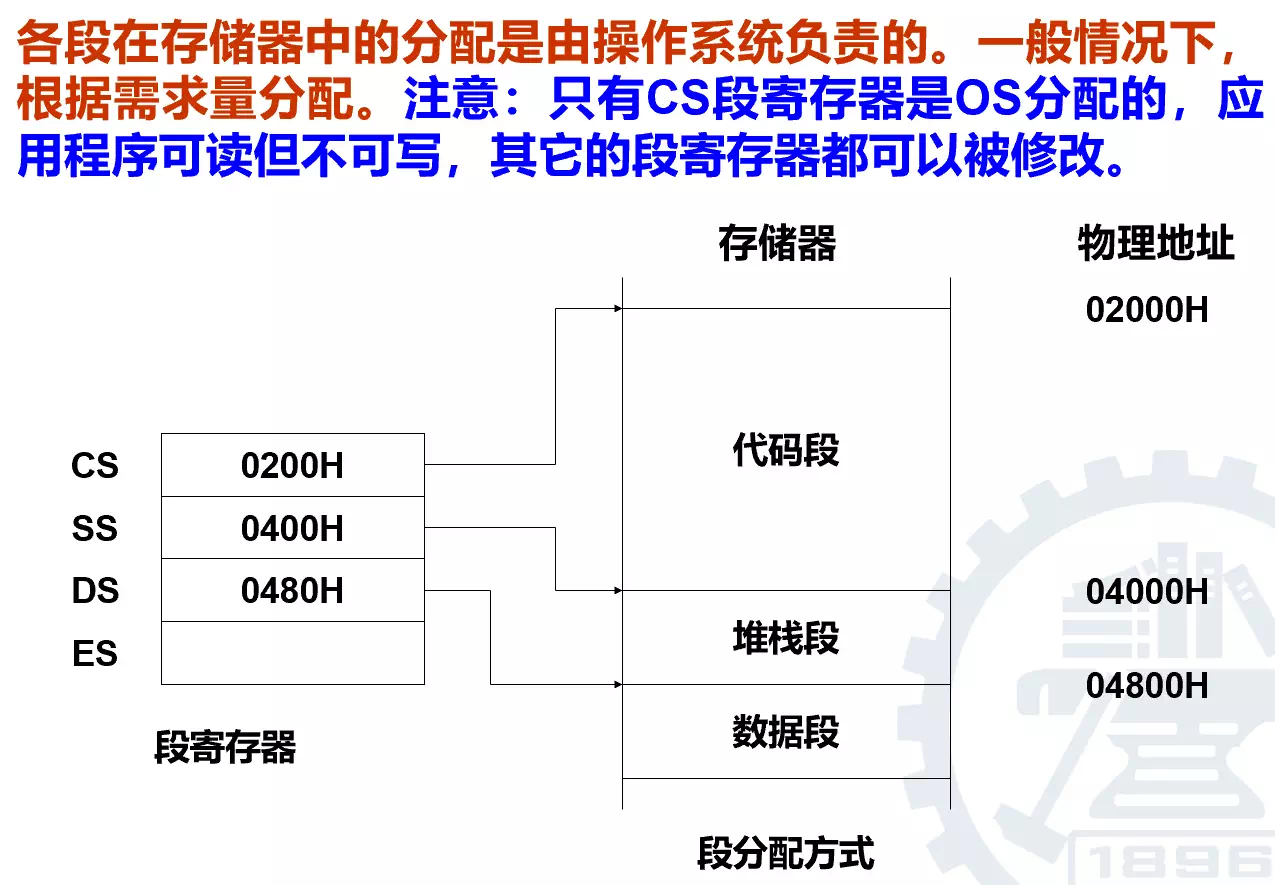 各段在存储器中的分配是由操作系统负责的。一般情况下，
根据需求量分配。注意：只有CS段寄存器是OS分配的，应
用程序可读但不可写，其它的段寄存器都可以被修改。
存储器
物理地址
02000H
代码段
CS
0200H
SS
0400H
DS
0480H
ES
04000H
堆栈段
04800H
数据段
段寄存器
段分配方式
1896